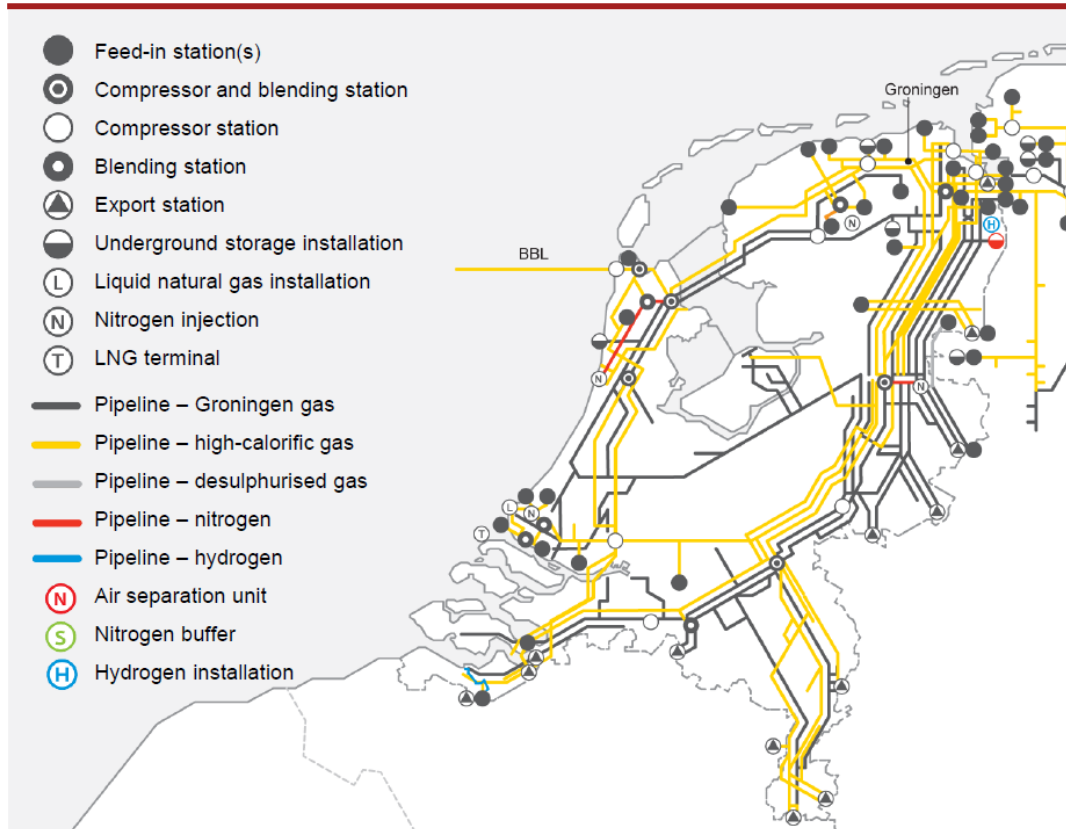 Feed-in station(s)
Compressor and blending station
Compressor station
Blending station
Export station
Underground storage installation
L
Liquid natural gas installation
N
Nitrogen injection
T
LNG terminal
Pipeline – Groningen gas
Pipeline – high-calorific gas
Pipeline – desulphurised gas
Pipeline – nitrogen
Pipeline – hydrogen
N
Air separation unit
S
Nitrogen buffer
H
Hydrogen installation
Groningen
N
H
BBL
N
N
L
N
T